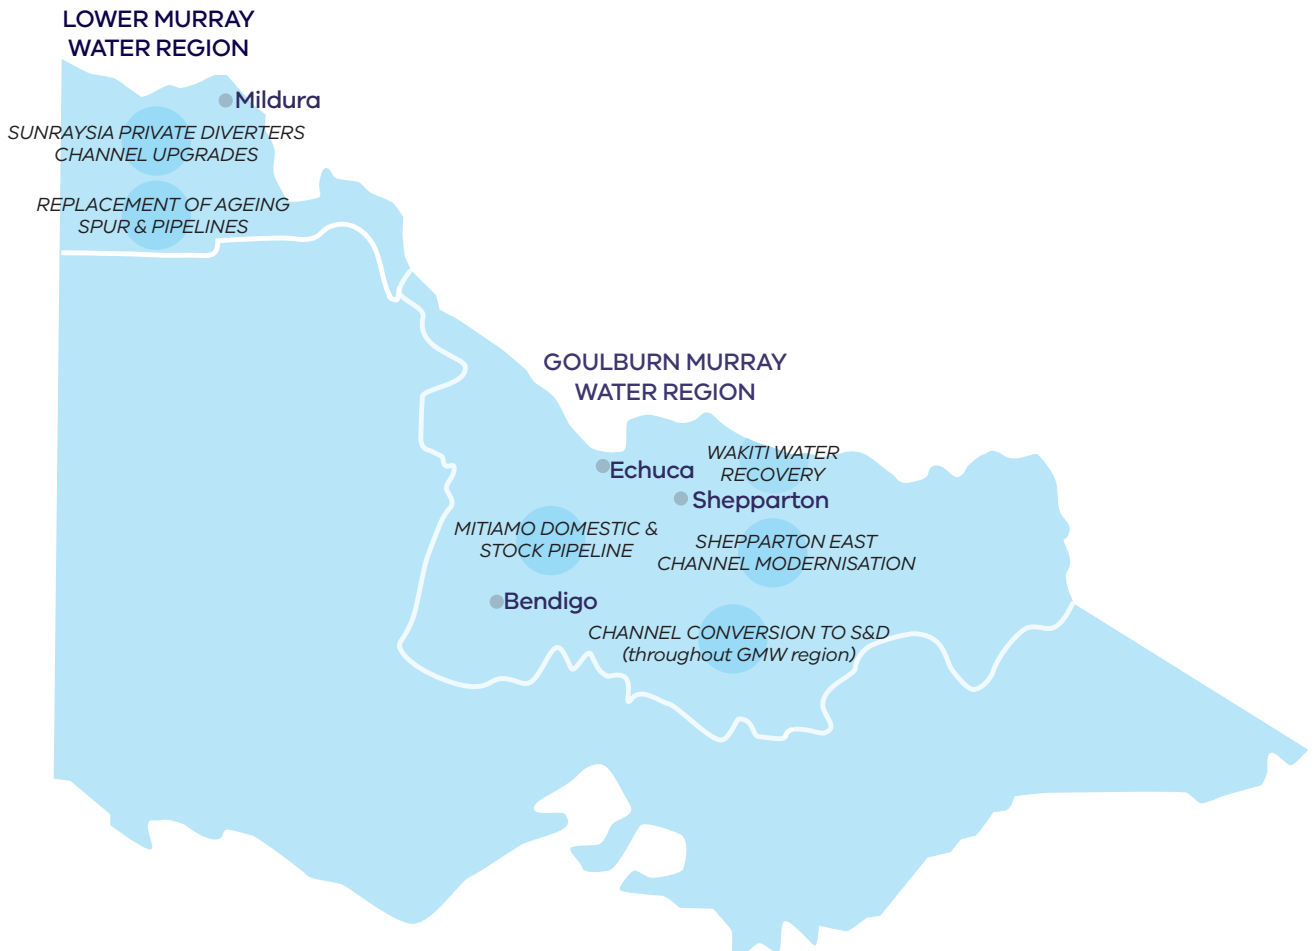 LOWER MURRAY
WATER REGION
Mildura
SUNRAYSIA PRIVATE DIVERTERS
CHANNEL UPGRADES
REPLACEMENT OF AGEING
SPUR & PIPELINES
GOULBURN MURRAY
WATER REGION
WAKITI WATER
RECOVERY
Echuca
Shepparton
MITIAMO DOMESTIC &
STOCK PIPELINE
SHEPPARTON EAST
CHANNEL MODERNISATION
Bendigo
CHANNEL CONVERSION TO S&D
(throughout GMW region)